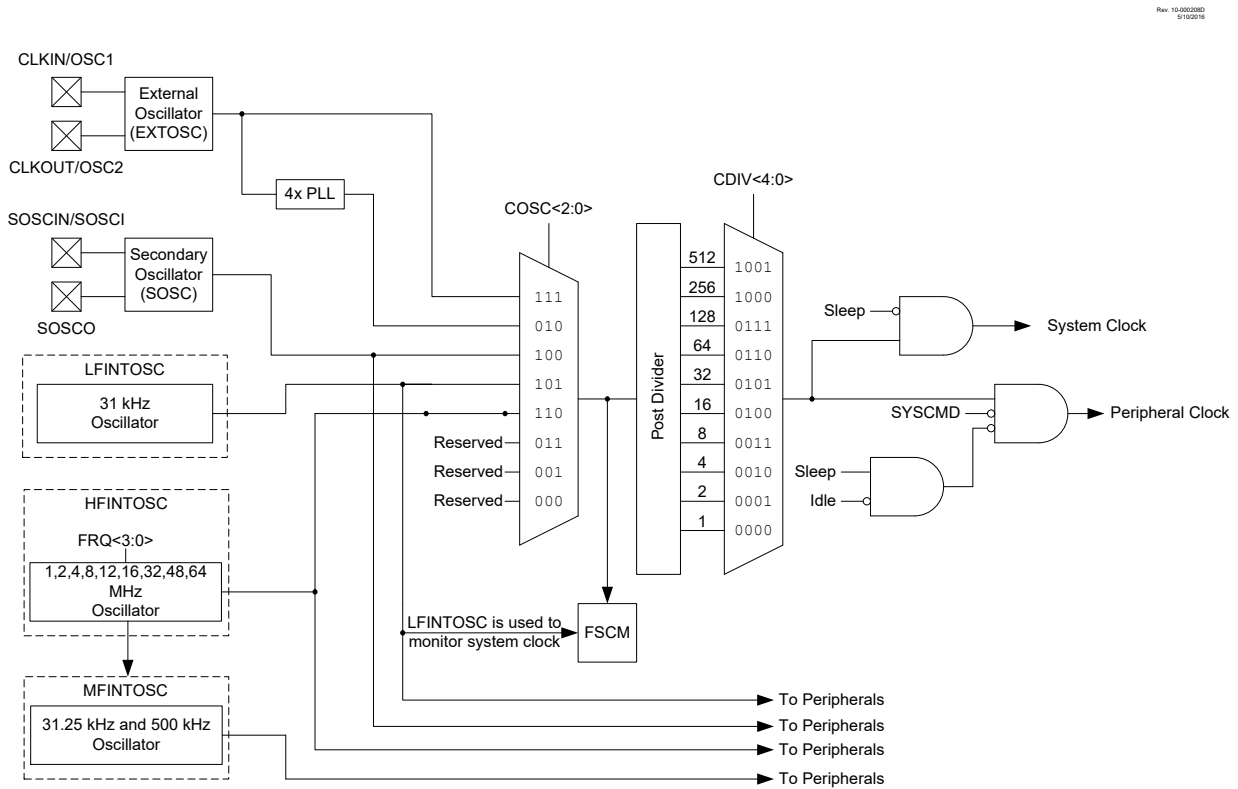 Rev. 10-000208D
5/10/2016
CLKIN/OSC1
External
Oscillator
(EXTOSC)
CLKOUT/OSC2
4x PLL
SOSCIN/SOSCI
Secondary
Oscillator
(SOSC)
SOSCO
LFINTOSC
31 kHz
Oscillator
HFINTOSC
FRQ<3:0>
1,2,4,8,12,16,32,48,64
MHz
Oscillator
MFINTOSC
31.25 kHz and 500 kHz
Oscillator
COSC<2:0>
111
010
100
101
110
Reserved 011
Reserved 001
Reserved 000
LFINTOSC is used to
monitor system clock
FSCM
Post Divider
CDIV<4:0>
512 1001
256 1000
128 0111
64 0110
32 0101
16 0100
8 0011
4 0010
2 0001
1 0000
Sleep
System Clock
SYSCMD
Peripheral Clock
Sleep
Idle
To Peripherals
To Peripherals
To Peripherals
To Peripherals